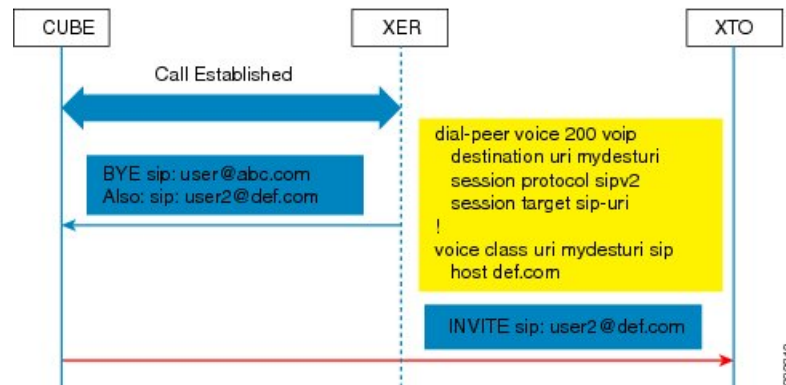 CUBE
XER
XTO
Call Established
BYE sip: user@abc.com
Also: sip: user2@def.com
dial-peer voice 200 voip
destination uri mydesturi
session protocol sipv2
session target sip-uri
!
voice class uri mydesturi sip
host def.com
INVITE sip: user2@def.com